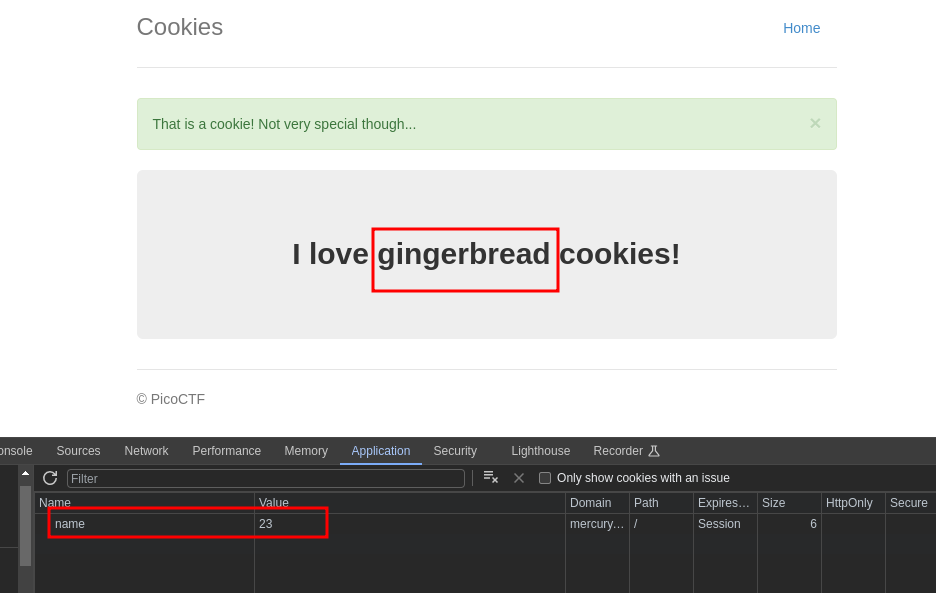 Cookies Home
That is a cookie! Not very special though... ×
I love gingerbread cookies!
© PicoCTF
onsole Sources Network Performance Memory Application Security Lighthouse Recorder
Filter Only show cookies with an issue
Name Value Domain Path Expires... Size HttpOnly Secure
name 23 mercury... / Session 6